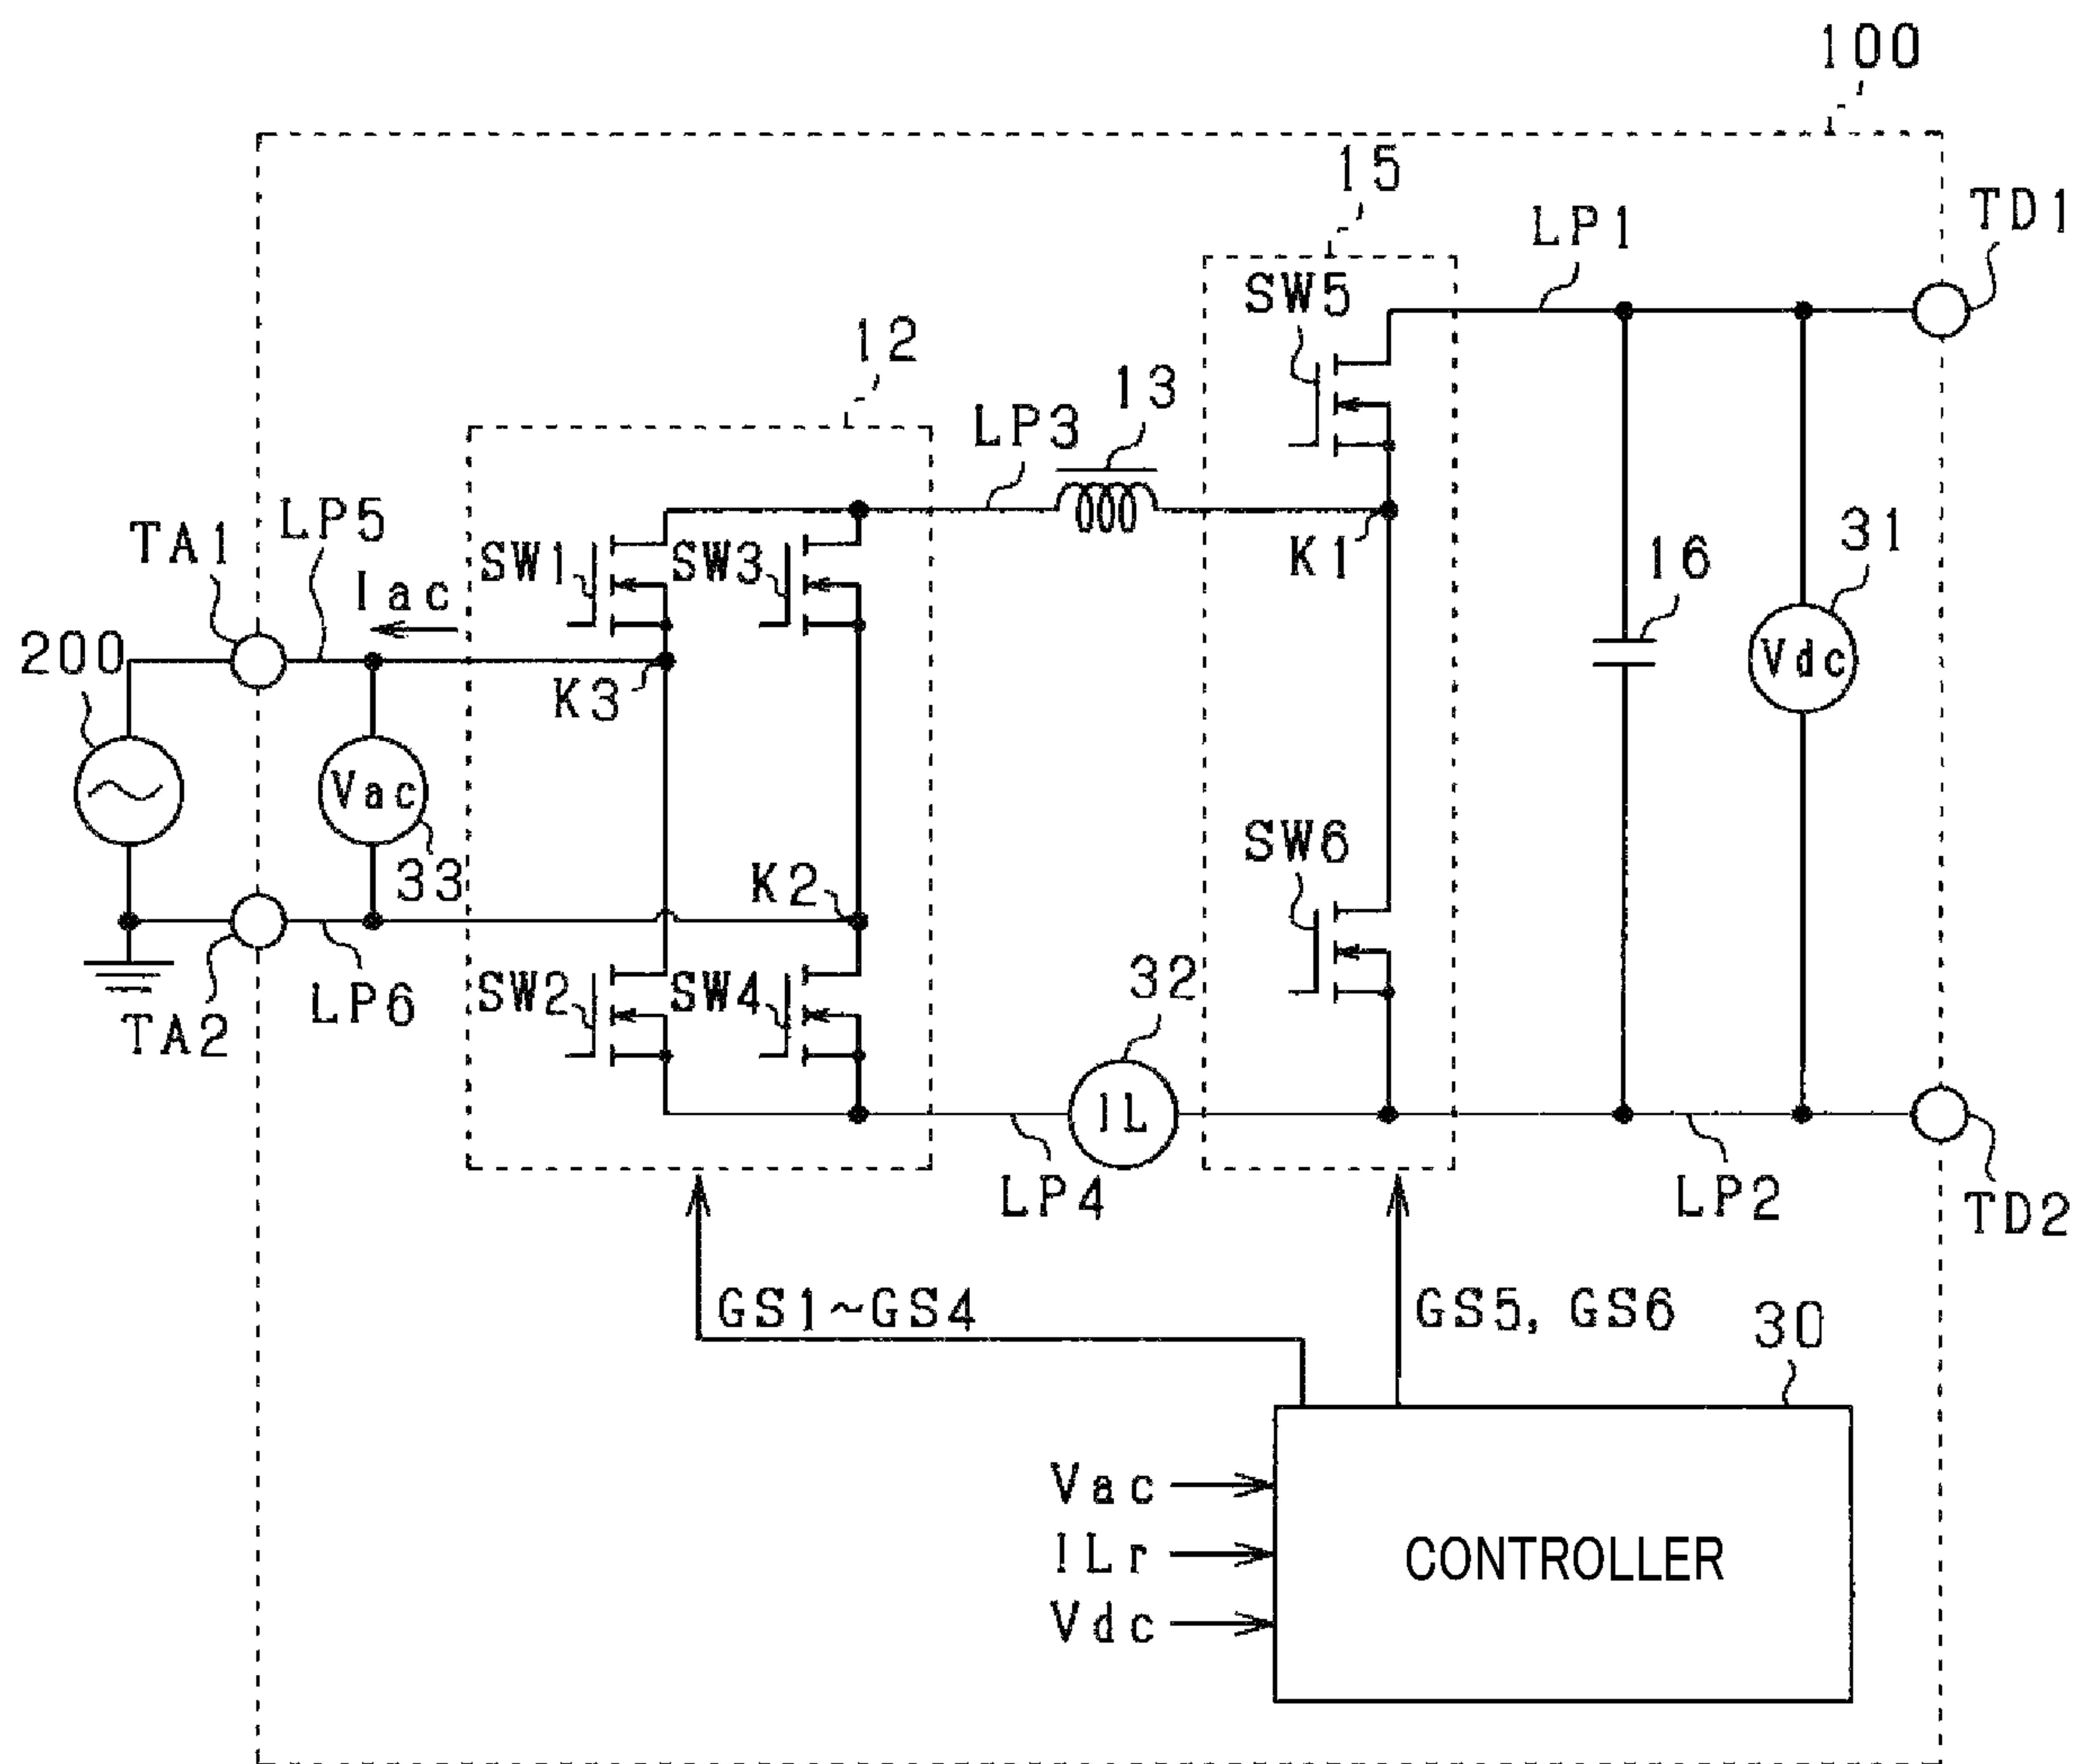 100
15
TD1
LP1
SW5
12
13
LP3
LP5
TA1
Iac
SW1
SW3
K1
16
31
200
K3
Vdc
Vac
SW6
33
K2
32
SW2
SW4
LP6
TA2
IL
LP4
LP2
TD2
GS1~GS4
GS5, GS6
30
Vac
ILr
Vdc
CONTROLLER